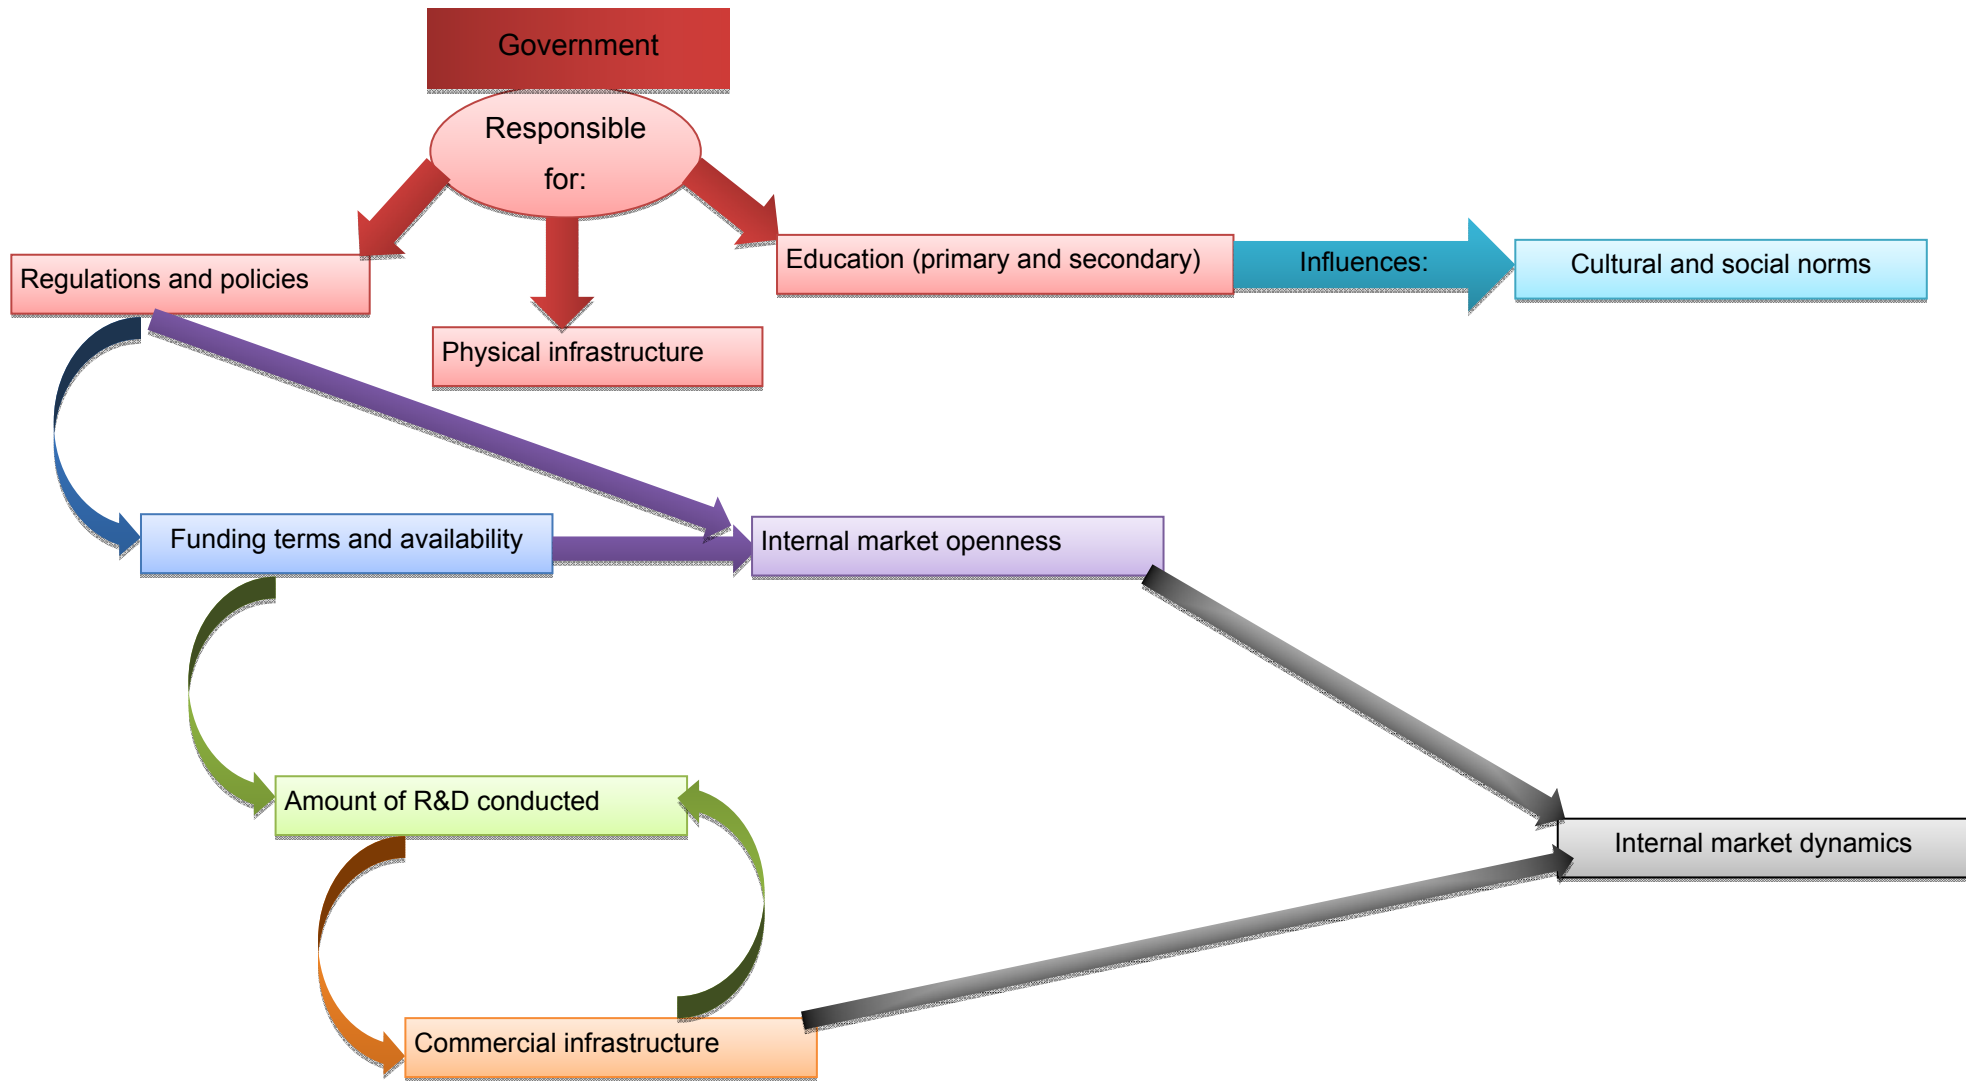 Government
Responsible
for:
Education (primary and secondary)
Influences:
Cultural and social norms
Regulations and policies
Physical infrastructure
Funding terms and availability
Internal market openness
Amount of R&D conducted
Internal market dynamics
Commercial infrastructure